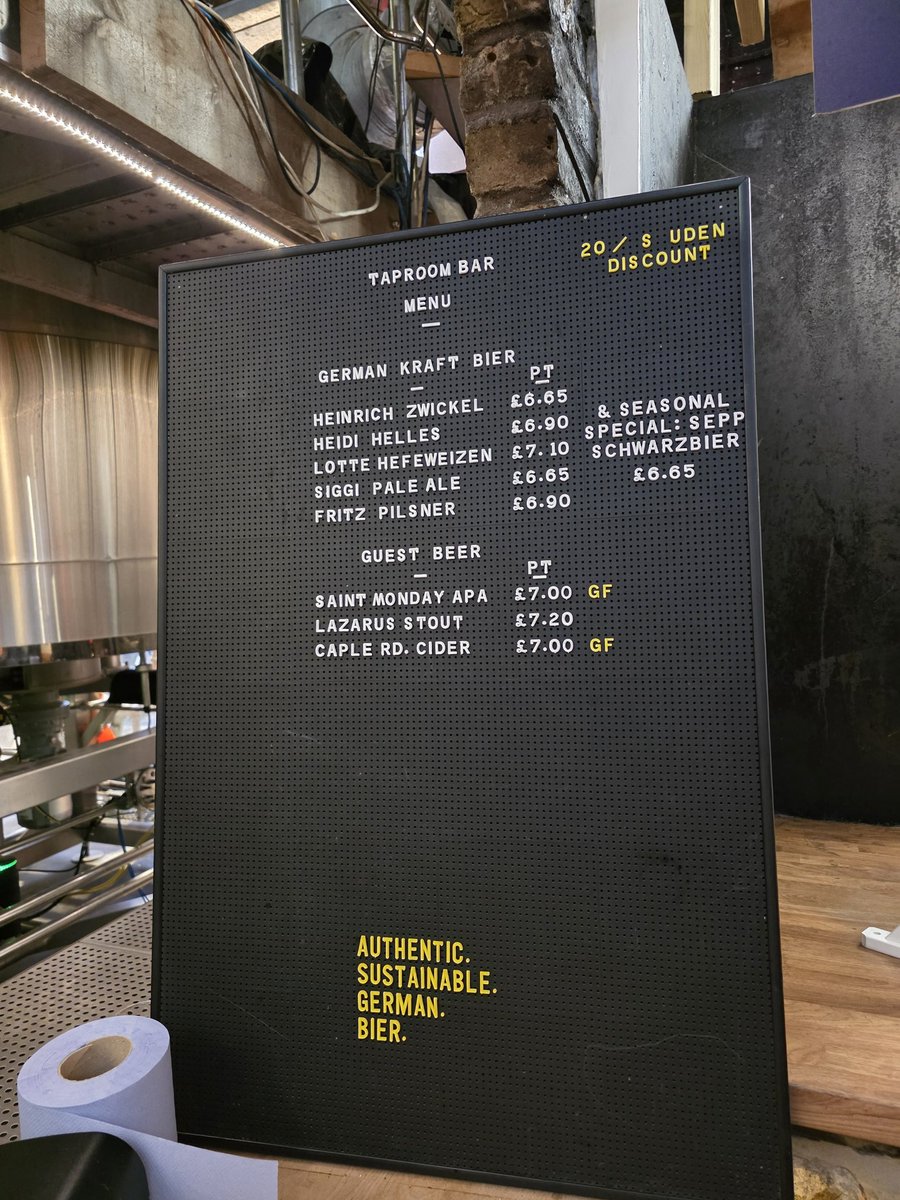 20/ S UDEN
DISCOUNT
TAPROOM BAR
MENU
GERMAN KRAFT BIER PT
HEINRICH ZWICKEL £6.65
HEIDI HELLES £6.90
LOTTE HEFEWEIZEN £7.10
SIGGI PALE ALE £6.65
FRITZ PILSNER £6.90
& SEASONAL
SPECIAL: SEPP
SCHWARZBIER
£6.65
GUEST BEER PT
SAINT MONDAY APA £7.00 GF
LAZARUS STOUT £7.20
CAPLE RD. CIDER £7.00 GF
AUTHENTIC.
SUSTAINABLE.
GERMAN.
BIER.